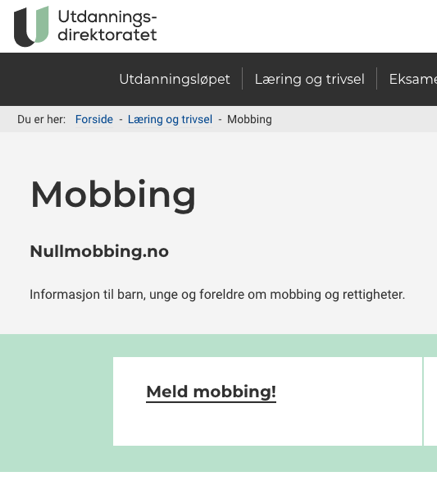 Utdannings-
direktoratet
Utdanningsløpet Læring og trivsel
Du er her: Forside - Læring og trivsel - Mobbing
Mobbing
Nullmobbing.no
Informasjon til barn, unge og foreldre om mobbing og rettigheter.
Meld mobbing!